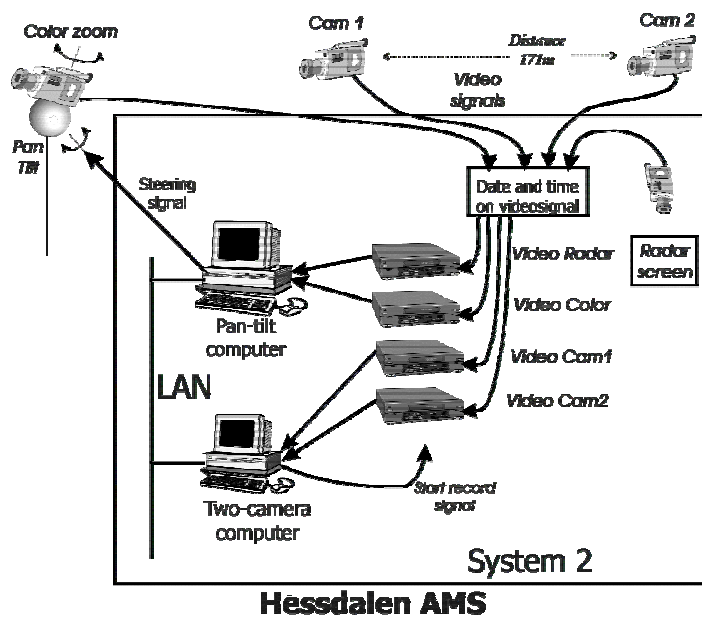 Color zoom
Cam 1
Cam 2
Distance
171m
Video
signals
Pan
Tilt
Steering
signal
Date and time
on videosignal
Radar
screen
Video Radar
Video Color
Video Cam1
Video Cam2
Pan-tilt
computer
LAN
Two-camera
computer
Start record
signal
System 2
Hessdalen AMS